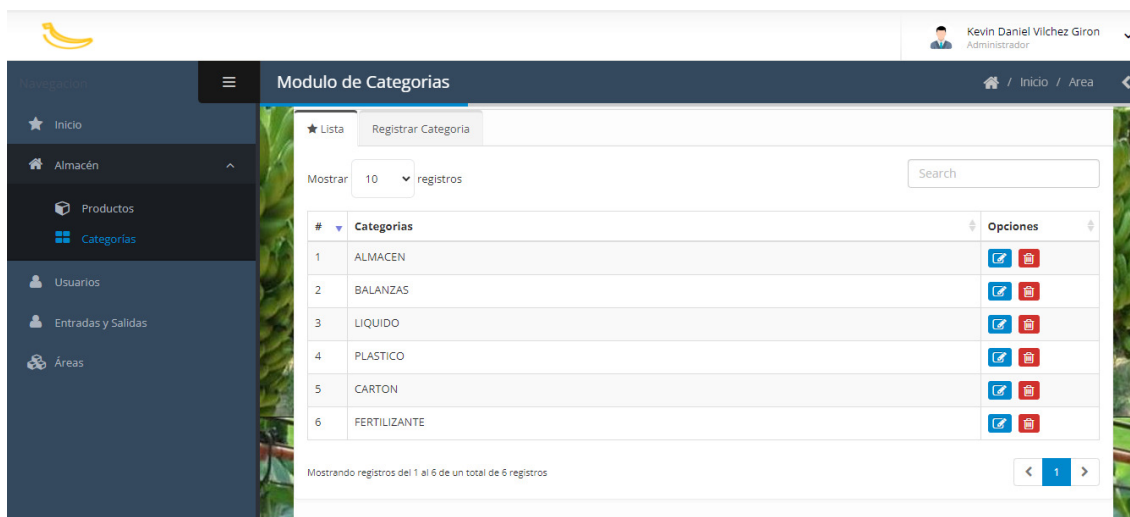 Kevin Daniel Vilchez Giron
Administrador
Navegacion
Modulo de Categorias
/ Inicio / Area
Inicio
Almacén
Productos
Categorias
Usuarios
Entradas y Salidas
Áreas
Lista
Registrar Categoria
Mostrar 10 registros
Search
# Categorias Opciones
1 ALMACEN
2 BALANZAS
3 LIQUIDO
4 PLASTICO
5 CARTON
6 FERTILIZANTE
Mostrando registros del 1 al 6 de un total de 6 registros
1